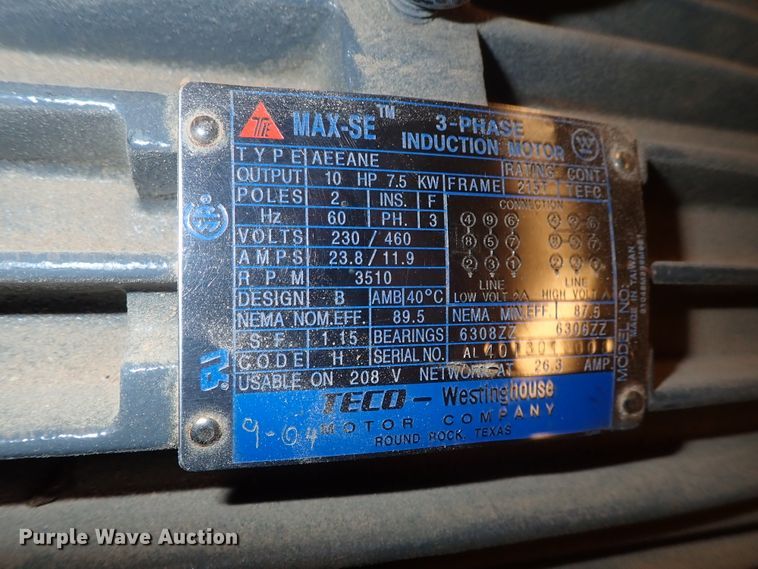 MAX-SE™ 3-PHASE
INDUCTION MOTOR
TYPE AEEANE RATING CONT.
OUTPUT 10 HP 7.5 KW FRAME 215T TEFC
POLES 2 INS. F CONNECTION
Hz 60 PH. 3
VOLTS 230 / 460
AMPS 23.8 / 11.9
RPM 3510 LINE LINE
DESIGN B AMB 40°C LOW VOLT HIGH VOLT
NEMA NOM.EFF. 89.5 NEMA MIN.EFF 87.5
S.F. 1.15 BEARINGS 6308ZZ 6306ZZ
CODE H SERIAL NO.
USABLE ON 208 V NETWORK AT 26.3 AMP
MODEL NO.
MADE IN TAIWAN
TECO - Westinghouse
MOTOR COMPANY
ROUND ROCK, TEXAS
9-04
Purple Wave Auction